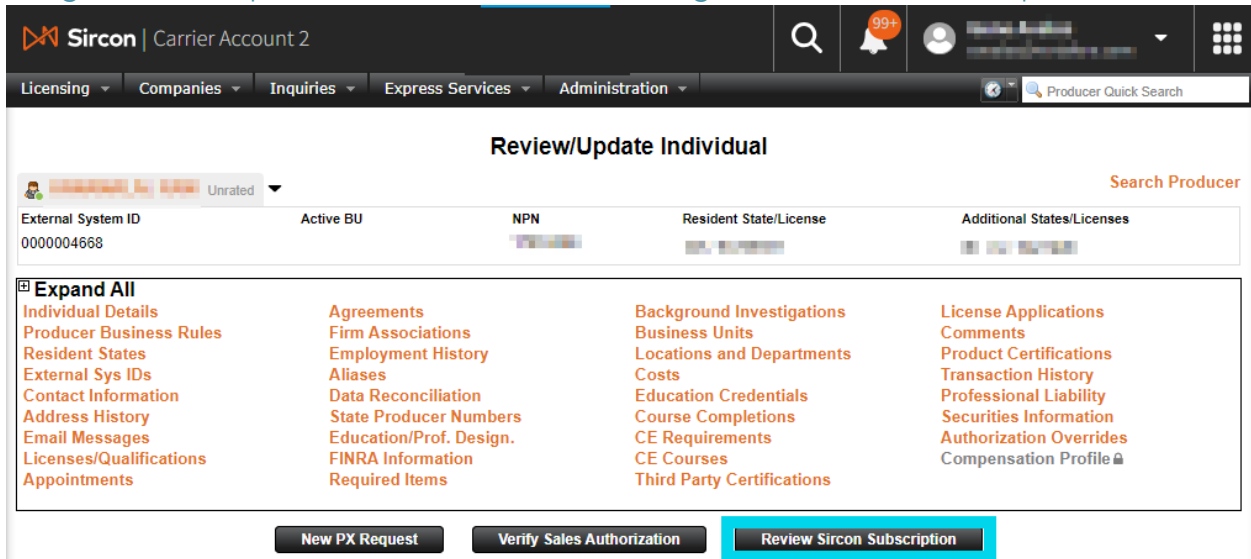 Sircon | Carrier Account 2
99+
Licensing Companies Inquiries Express Services Administration Producer Quick Search
Review/Update Individual
Unrated
Search Producer
External System ID Active BU NPN Resident State/License Additional States/Licenses
0000004668
Expand All
Individual Details Agreements Background Investigations License Applications
Producer Business Rules Firm Associations Business Units Comments
Resident States Employment History Locations and Departments Product Certifications
External Sys IDs Aliases Costs Transaction History
Contact Information Data Reconciliation Education Credentials Professional Liability
Address History State Producer Numbers Course Completions Securities Information
Email Messages Education/Prof. Design. CE Requirements Authorization Overrides
Licenses/Qualifications FINRA Information CE Courses Compensation Profile
Appointments Required Items Third Party Certifications
New PX Request Verify Sales Authorization Review Sircon Subscription